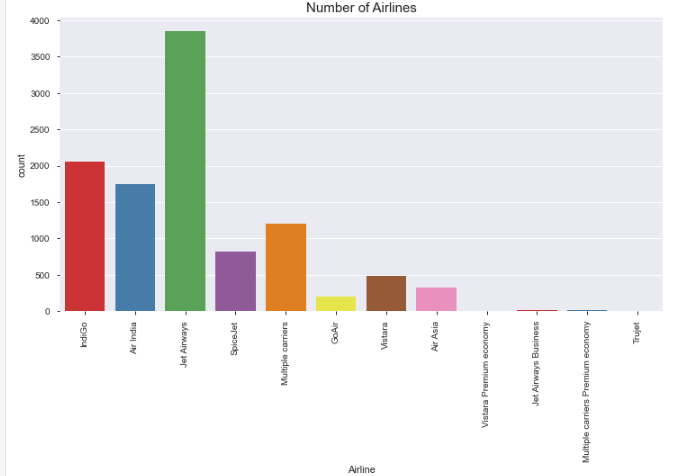 Number of Airlines
4000
3500
3000
2500
2000
1500
1000
500
0
count
IndiGo
Air India
Jet Airways
SpiceJet
Multiple carriers
GoAir
Vistara
Air Asia
Vistara Premium economy
Jet Airways Business
Multiple carriers Premium economy
Trujet
Airline